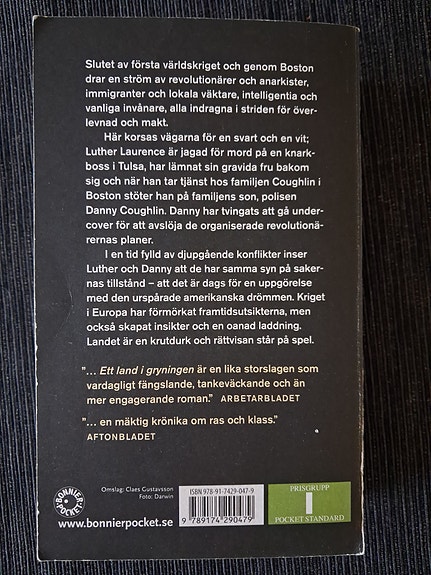 Slutet av första världskriget och genom Boston
drar en ström av revolutionärer och anarkister,
immigranter och lokala väktare, intelligentia och
vanliga invånare, alla indragna i striden för över-
levnad och makt.
Här korsas vägarna för en svart och en vit;
Luther Laurence är jagad för mord på en knark-
boss i Tulsa, har lämnat sin gravida fru bakom
sig och när han tar tjänst hos familjen Coughlin i
Boston stöter han på familjens son, polisen
Danny Coughlin. Danny har tvingats att gå under-
cover för att avslöja de organiserade revolutionä-
rernas planer.
I en tid fylld av djupgående konflikter inser
Luther och Danny att de har samma syn på saker-
nas tillstånd – att det är dags för en uppgörelse
med den urspårade amerikanska drömmen. Kriget
i Europa har förmörkat framtidsutsikterna, men
också skapat insikter och en oanad laddning.
Landet är en krutdurk och rättvisan står på spel.
"... Ett land i gryningen är en lika storslagen som
vardagligt fängslande, tankeväckande och än
mer engagerande roman." ARBETARBLADET
"... en mäktig krönika om ras och klass."
AFTONBLADET
BONNIER
POCKET
Omslag: Claes Gustavsson
Foto: Darwin
www.bonnierpocket.se
ISBN 978-91-7429-047-9
9 789174 290479
PRISGRUPP
I
POCKET STANDARD